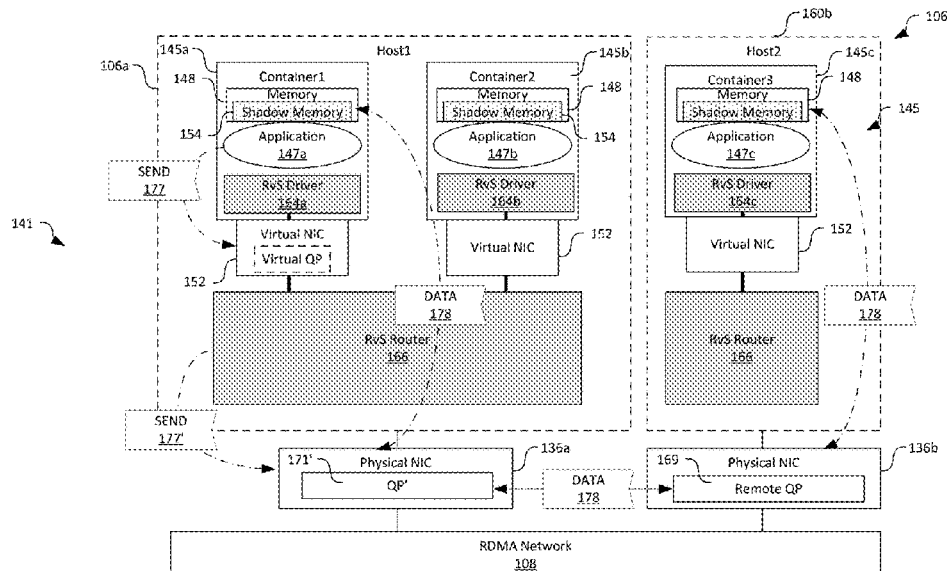 160b
106
Host1
Host2
145a
145b
145c
106a
Container1
Container2
Container3
148
Memory
148
Memory
148
Memory
145
Shadow Memory
Shadow Memory
Shadow Memory
154
Application
154
Application
Application
147a
147b
147c
SEND
177
RvS Driver
164a
RvS Driver
164b
RvS Driver
164c
141
Virtual NIC
Virtual QP
152
Virtual NIC
152
Virtual NIC
152
DATA
178
DATA
178
RvS Router
166
RvS Router
166
SEND
177'
136a
136b
Physical NIC
Physical NIC
171'
QP'
DATA
178
169
Remote QP
RDMA Network
108